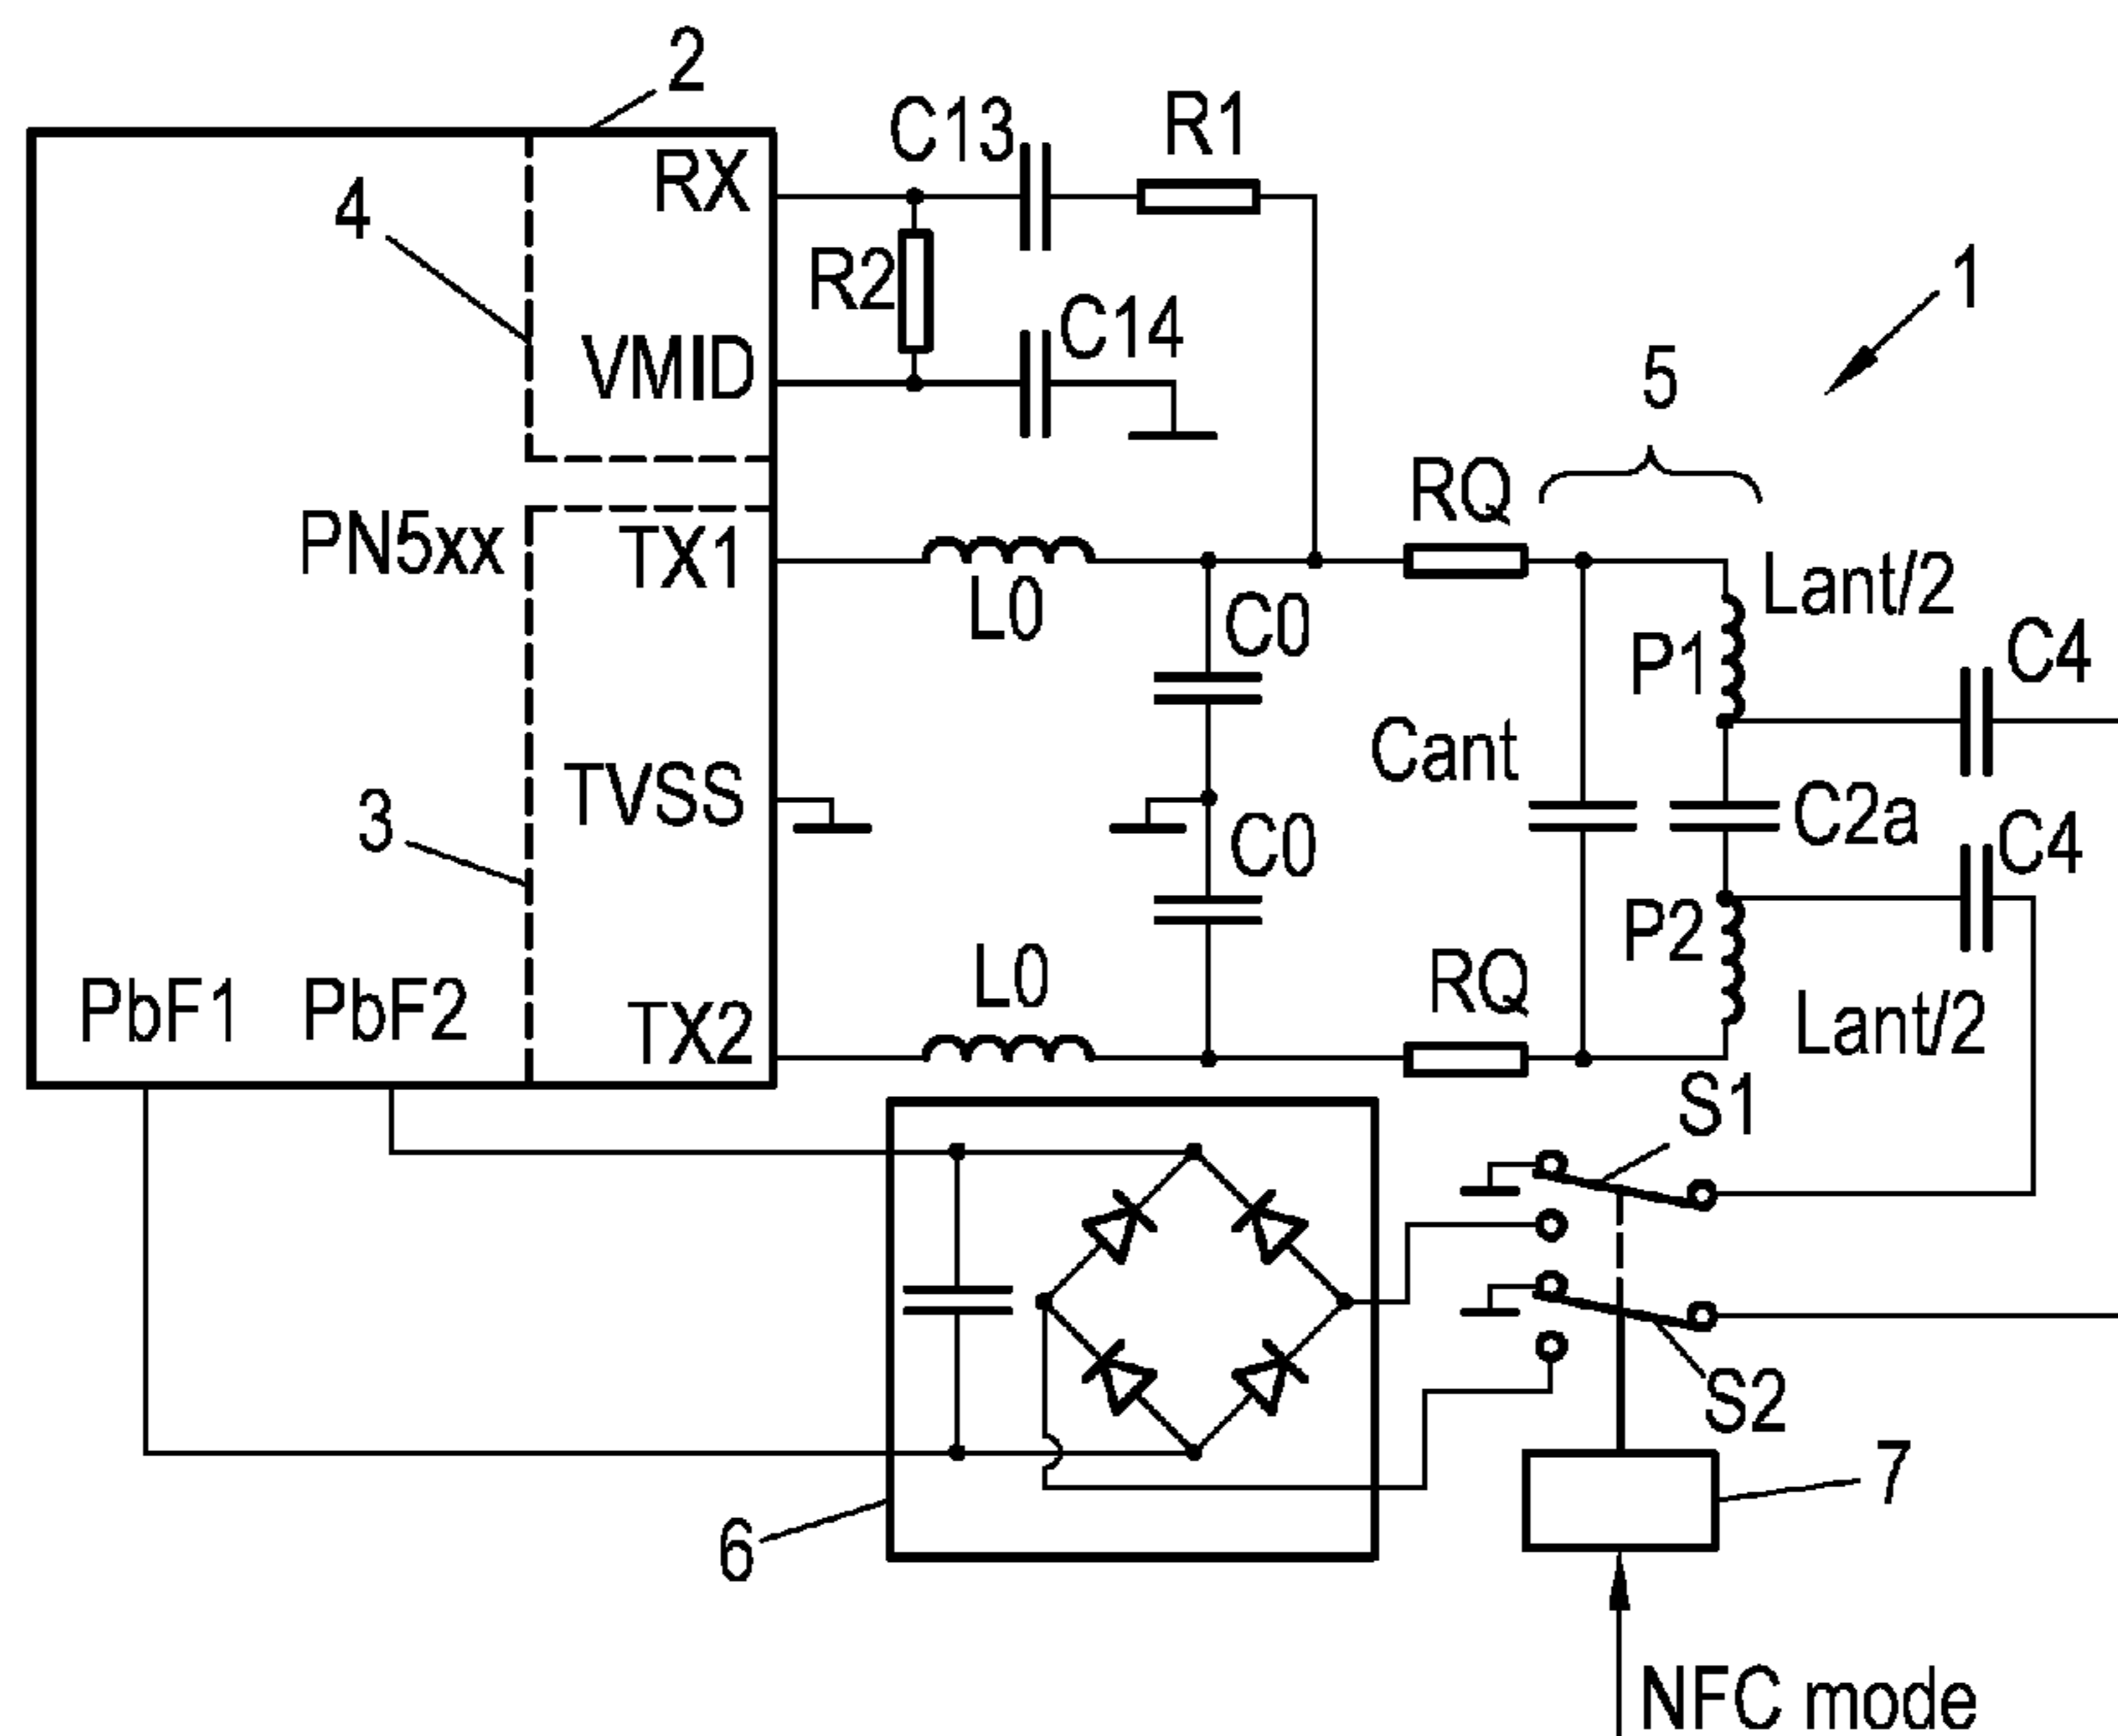 2
C13
R1
RX
4
R2
C14
1
VMID
5
RQ
PN5xx
TX1
Lant/2
L0
C0
P1
C4
Cant
TVSS
3
C2a
C0
C4
P2
L0
RQ
PbF1
PbF2
TX2
Lant/2
S1
S2
7
6
NFC mode